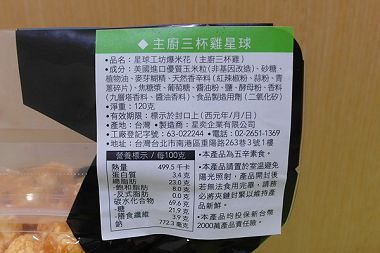 ◆主廚三杯雞星球
•品名：星球工坊爆米花（主廚三杯雞）
•成分：美國進口優質玉米粒(非基因改造)、砂糖、
植物油、麥芽糊精、天然香辛料（紅辣椒粉、蒜粉、青
蔥碎片）、焦糖漿、葡萄糖、醬油粉、鹽、酵母粉、香料
（九層塔香料、醬油香料）、食品製造用劑（二氧化矽）
•淨重：120克
•有效期限：標示於封口上（西元年/月/日）
•產地：台灣 •製造商：星奕企業有限公司
•工廠登記字號：63-022244 •電話：02-2651-1369
•地址：台灣台北市南港區重陽路263巷3號1樓
營養標示 / 每100克
熱量 499.5 千卡
蛋白質 3.4 克
總脂肪 23.0 克
-飽和脂肪 6.0 克
-反式脂肪 0.0 克
碳水化合物 69.6 克
-糖 21.9 克
-膳食纖維 3.9 克
鈉 772.3 毫克
•本產品為五辛素食。
•本產品請置於室溫避免
陽光照射，產品開封後
若無法食用完畢，請務
必將夾鏈封緊以維持產
品新鮮。
•本產品均投保新台幣
2000萬產品責任險。